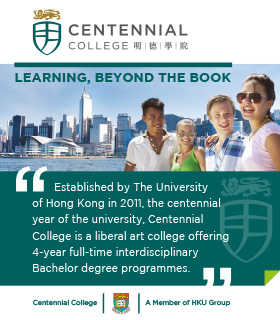 CENTENNIAL
COLLEGE 明|德|學|院
LEARNING, BEYOND THE BOOK
“ Established by The University
of Hong Kong in 2011, the centennial
year of the university, Centennial
College is a liberal art college offering
4-year full-time interdisciplinary
Bachelor degree programmes. ”
Centennial College | A Member of HKU Group